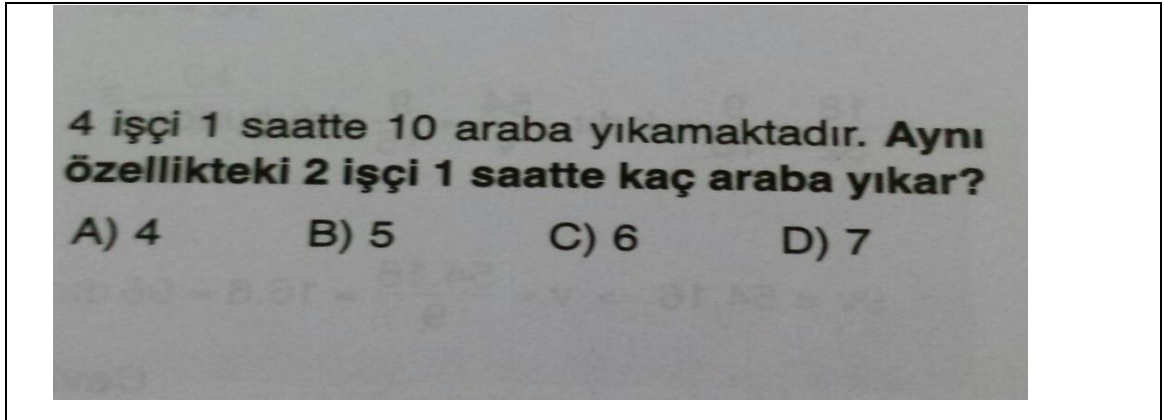 4 işçi 1 saatte 10 araba yıkamaktadır. Aynı
özellikteki 2 işçi 1 saatte kaç araba yıkar?
A) 4 B) 5 C) 6 D) 7